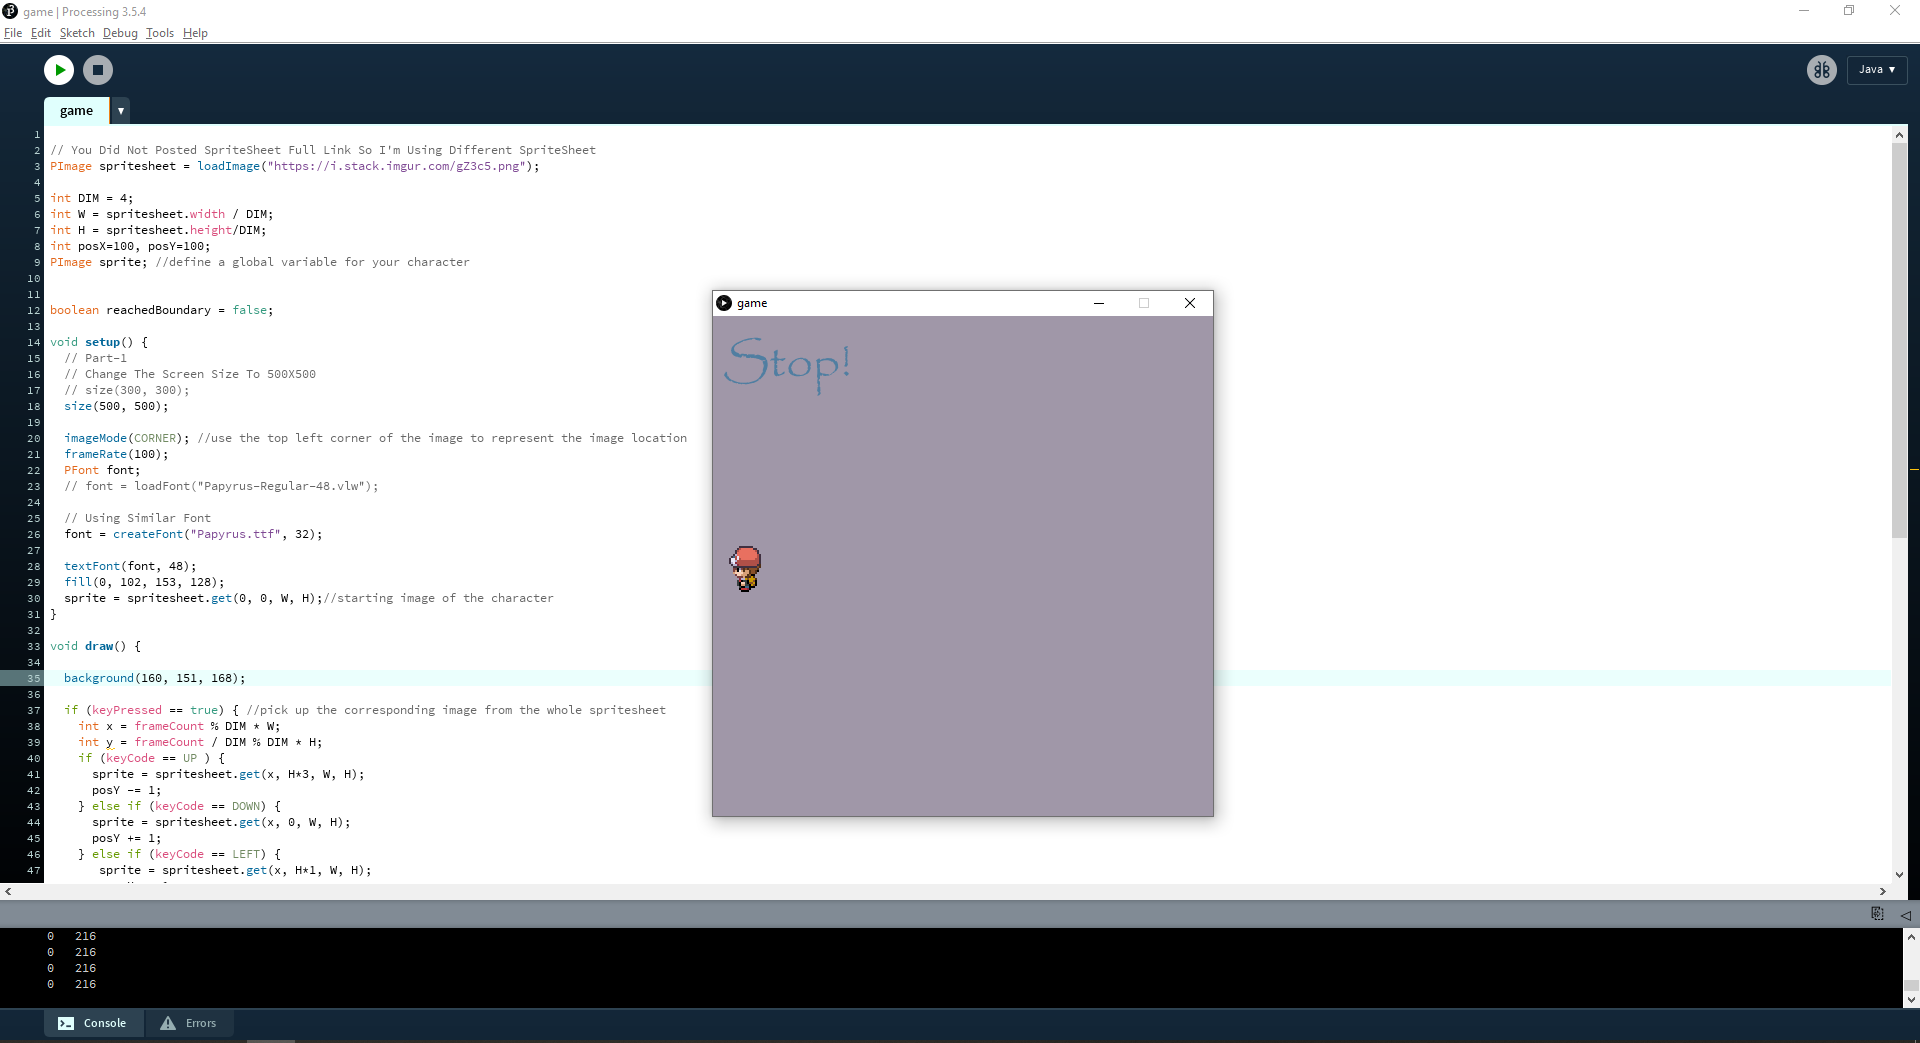 game | Processing 3.5.4
File Edit Sketch Debug Tools Help
Java
game
1
2 // You Did Not Posted SpriteSheet Full Link So I'm Using Different SpriteSheet
3 PImage spritesheet = loadImage("https://i.stack.imgur.com/gZ3c5.png");
4
5 int DIM = 4;
6 int W = spritesheet.width / DIM;
7 int H = spritesheet.height/DIM;
8 int posX=100, posY=100;
9 PImage sprite; //define a global variable for your character
10
11
12 boolean reachedBoundary = false;
13
14 void setup() {
15 // Part-1
16 // Change The Screen Size To 500X500
17 // size(300, 300);
18 size(500, 500);
19
20 imageMode(CORNER); //use the top left corner of the image to represent the image location
21 frameRate(100);
22 PFont font;
23 // font = loadFont("Papyrus-Regular-48.vlw");
24
25 // Using Similar Font
26 font = createFont("Papyrus.ttf", 32);
27
28 textFont(font, 48);
29 fill(0, 102, 153, 128);
30 sprite = spritesheet.get(0, 0, W, H);//starting image of the character
31 }
32
33 void draw() {
34
35 background(160, 151, 168);
36
37 if (keyPressed == true) { //pick up the corresponding image from the whole spritesheet
38 int x = frameCount % DIM * W;
39 int y = frameCount / DIM % DIM * H;
40 if (keyCode == UP ) {
41 sprite = spritesheet.get(x, H*3, W, H);
42 posY -= 1;
43 } else if (keyCode == DOWN) {
44 sprite = spritesheet.get(x, 0, W, H);
45 posY += 1;
46 } else if (keyCode == LEFT) {
47 sprite = spritesheet.get(x, H*1, W, H);
game
Stop!
0 216
0 216
0 216
0 216
Console Errors